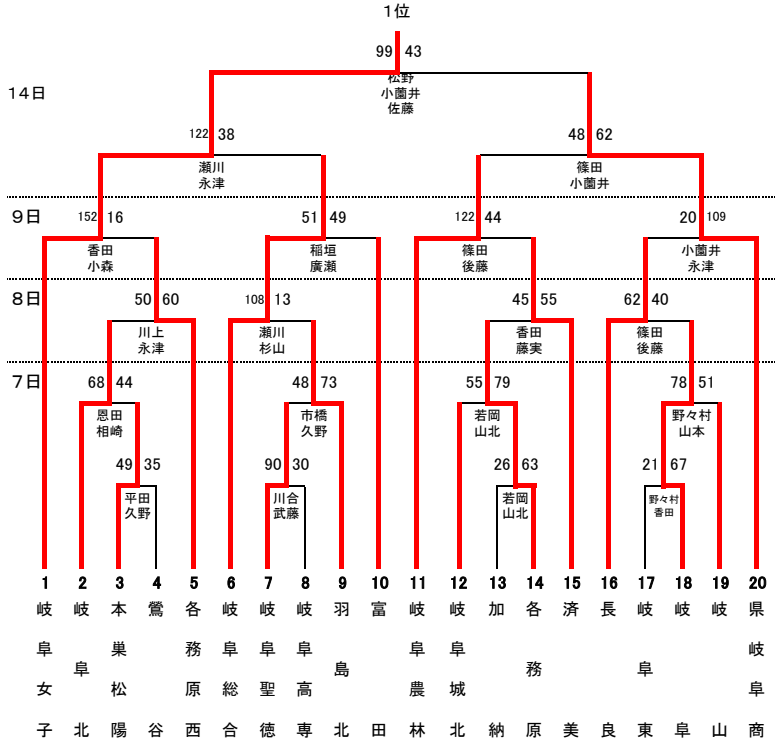 1位
99 43
松野
小薗井
佐藤
14日
122 38
瀬川
永津
48 62
篠田
小薗井
9日
152 16
香田
小森
51 49
稲垣
廣瀬
122 44
篠田
後藤
20 109
小薗井
永津
8日
50 60
川上
永津
108 13
瀬川
杉山
45 55
香田
藤実
62 40
篠田
後藤
7日
68 44
恩田
相崎
48 73
市橋
久野
55 79
若岡
山北
78 51
野々村
山本
49 35
平田
久野
90 30
川合
武藤
26 63
若岡
山北
21 67
野々村
香田
1 2 3 4 5 6 7 8 9 10 11 12 13 14 15 16 17 18 19 20
岐阜女子
岐阜北
本巣松陽
鶯谷
各務原西
岐阜総合
岐阜聖徳
岐阜高専
羽島北
富田
岐阜農林
岐阜城北
加納
各務原
済美
長良
岐阜東
岐阜
岐山
県岐阜商